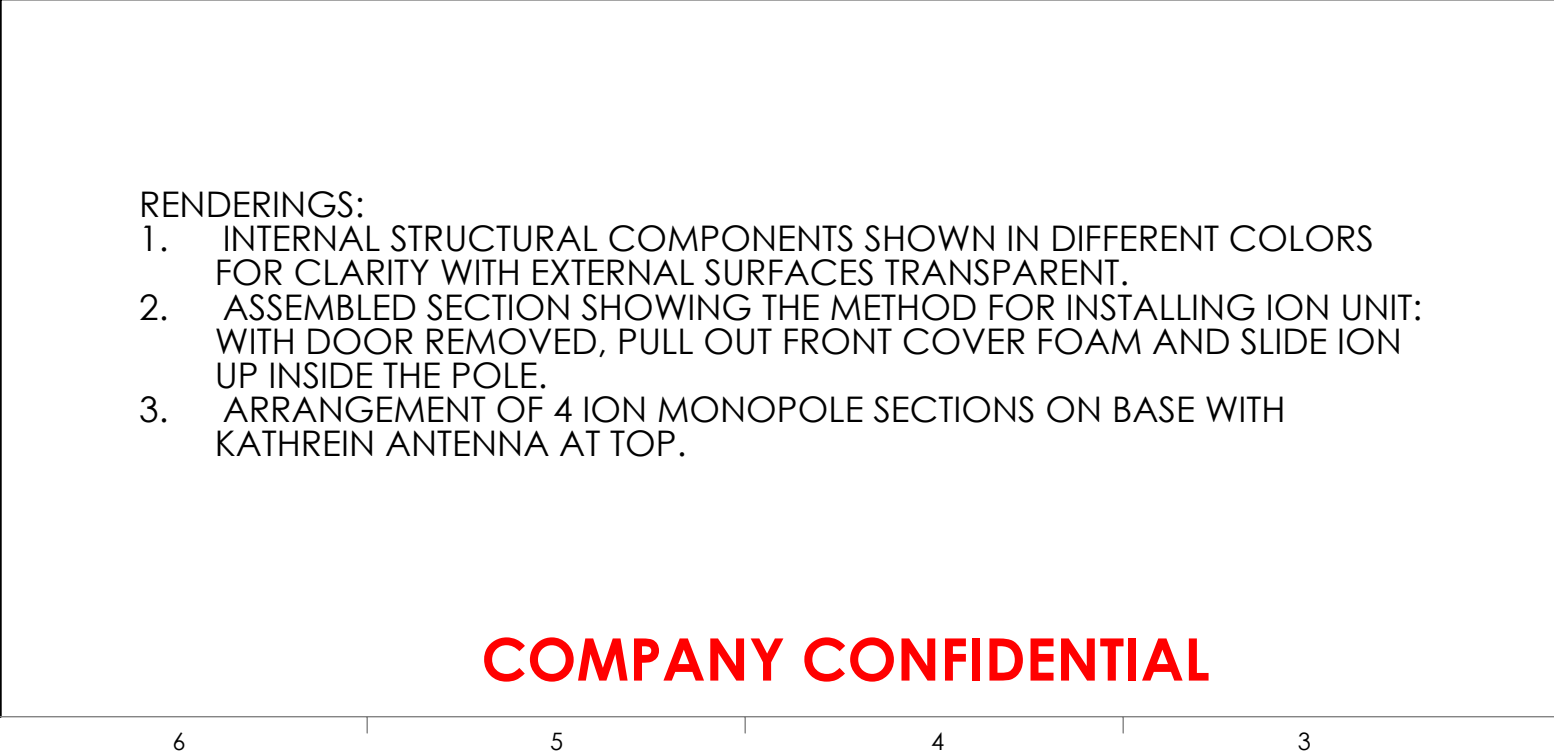 RENDERINGS:
1. INTERNAL STRUCTURAL COMPONENTS SHOWN IN DIFFERENT COLORS
FOR CLARITY WITH EXTERNAL SURFACES TRANSPARENT.
2. ASSEMBLED SECTION SHOWING THE METHOD FOR INSTALLING ION UNIT:
WITH DOOR REMOVED, PULL OUT FRONT COVER FOAM AND SLIDE ION
UP INSIDE THE POLE.
3. ARRANGEMENT OF 4 ION MONOPOLE SECTIONS ON BASE WITH
KATHREIN ANTENNA AT TOP.
COMPANY CONFIDENTIAL
6 5 4 3